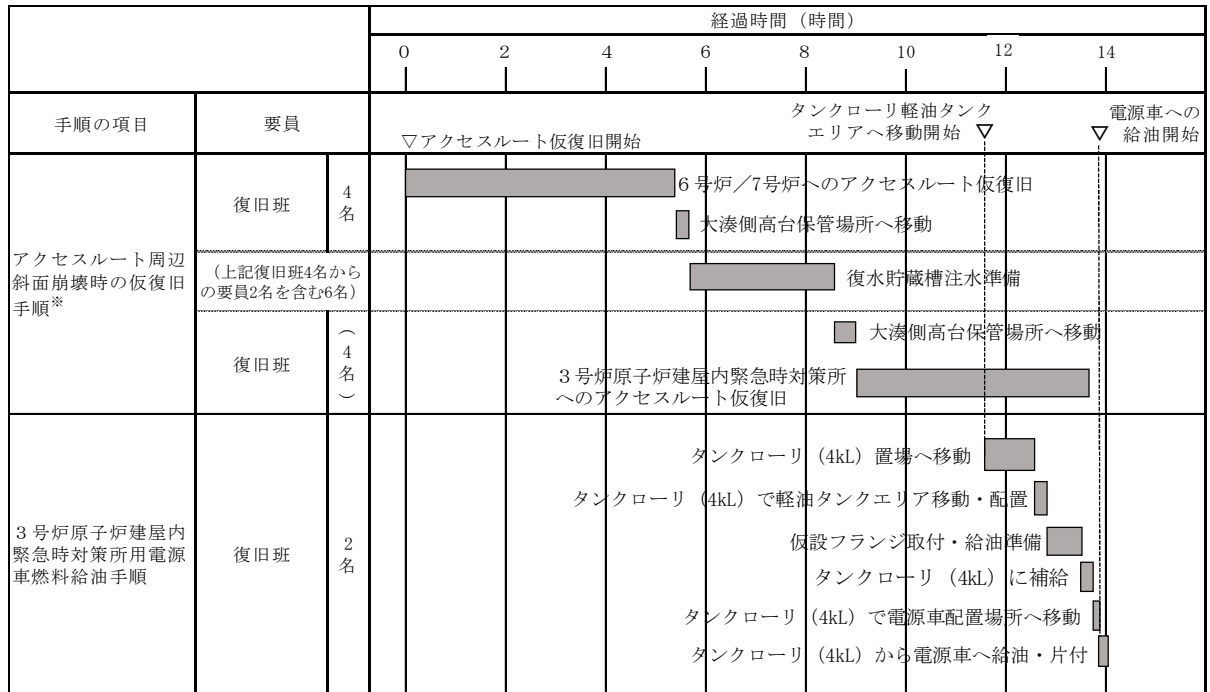 経過時間（時間）
0 2 4 6 8 10 12 14
手順の項目 要員
▽アクセスルート仮復旧開始
タンクローリ軽油タンク
エリアへ移動開始 ▽
電源車への
▽ 給油開始
アクセスルート周辺
斜面崩壊時の仮復旧
手順※
復旧班
4
名
6号炉／7号炉へのアクセスルート仮復旧
大湊側高台保管場所へ移動
（上記復旧班4名から
の要員2名を含む6名）
復水貯蔵槽注水準備
復旧班
（
4
名
）
大湊側高台保管場所へ移動
3号炉原子炉建屋内緊急時対策所
へのアクセスルート仮復旧
3号炉原子炉建屋内
緊急時対策所用電源
車燃料給油手順
復旧班
2
名
タンクローリ（4kL）置場へ移動
タンクローリ（4kL）で軽油タンクエリア移動・配置
仮設フランジ取付・給油準備
タンクローリ（4kL）に補給
タンクローリ（4kL）で電源車配置場所へ移動
タンクローリ（4kL）から電源車へ給油・片付